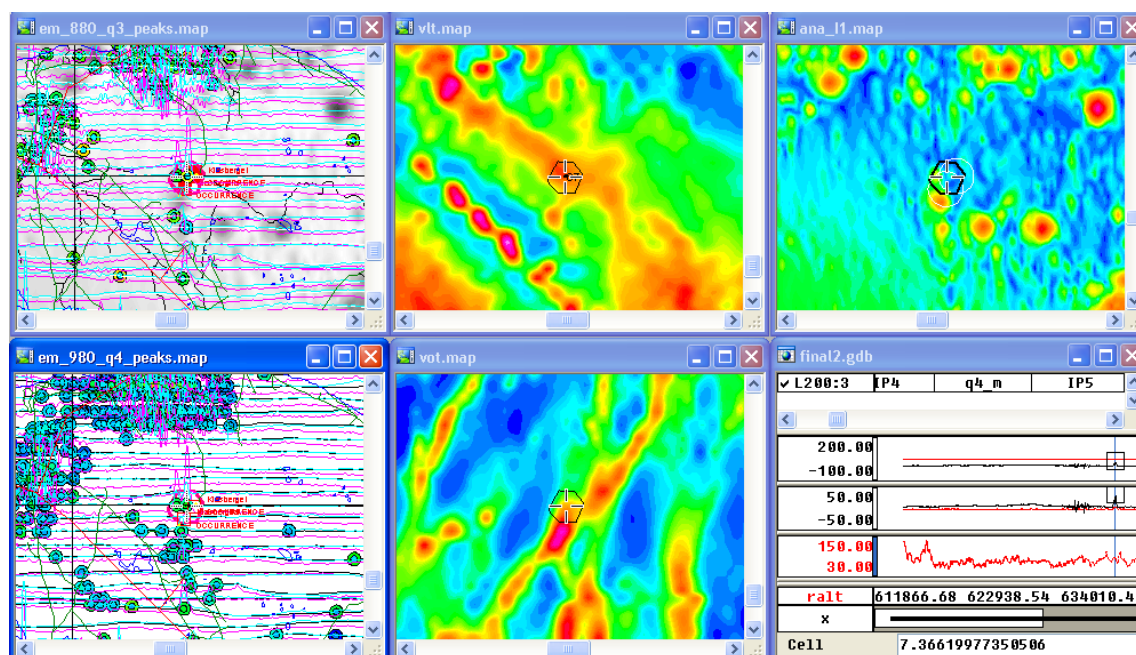 em_880_q3_peaks.map
OCCURRENCE
OCCURRENCE
vlt.map
ana_l1.map
em_980_q4_peaks.map
OCCURRENCE
OCCURRENCE
vot.map
final2.gdb
L200:3 IP4 q4_m IP5
200.00
-100.00
50.00
-50.00
150.00
30.00
ralt 611866.68 622938.54 634010.4
x
Cell 7.36619977350506